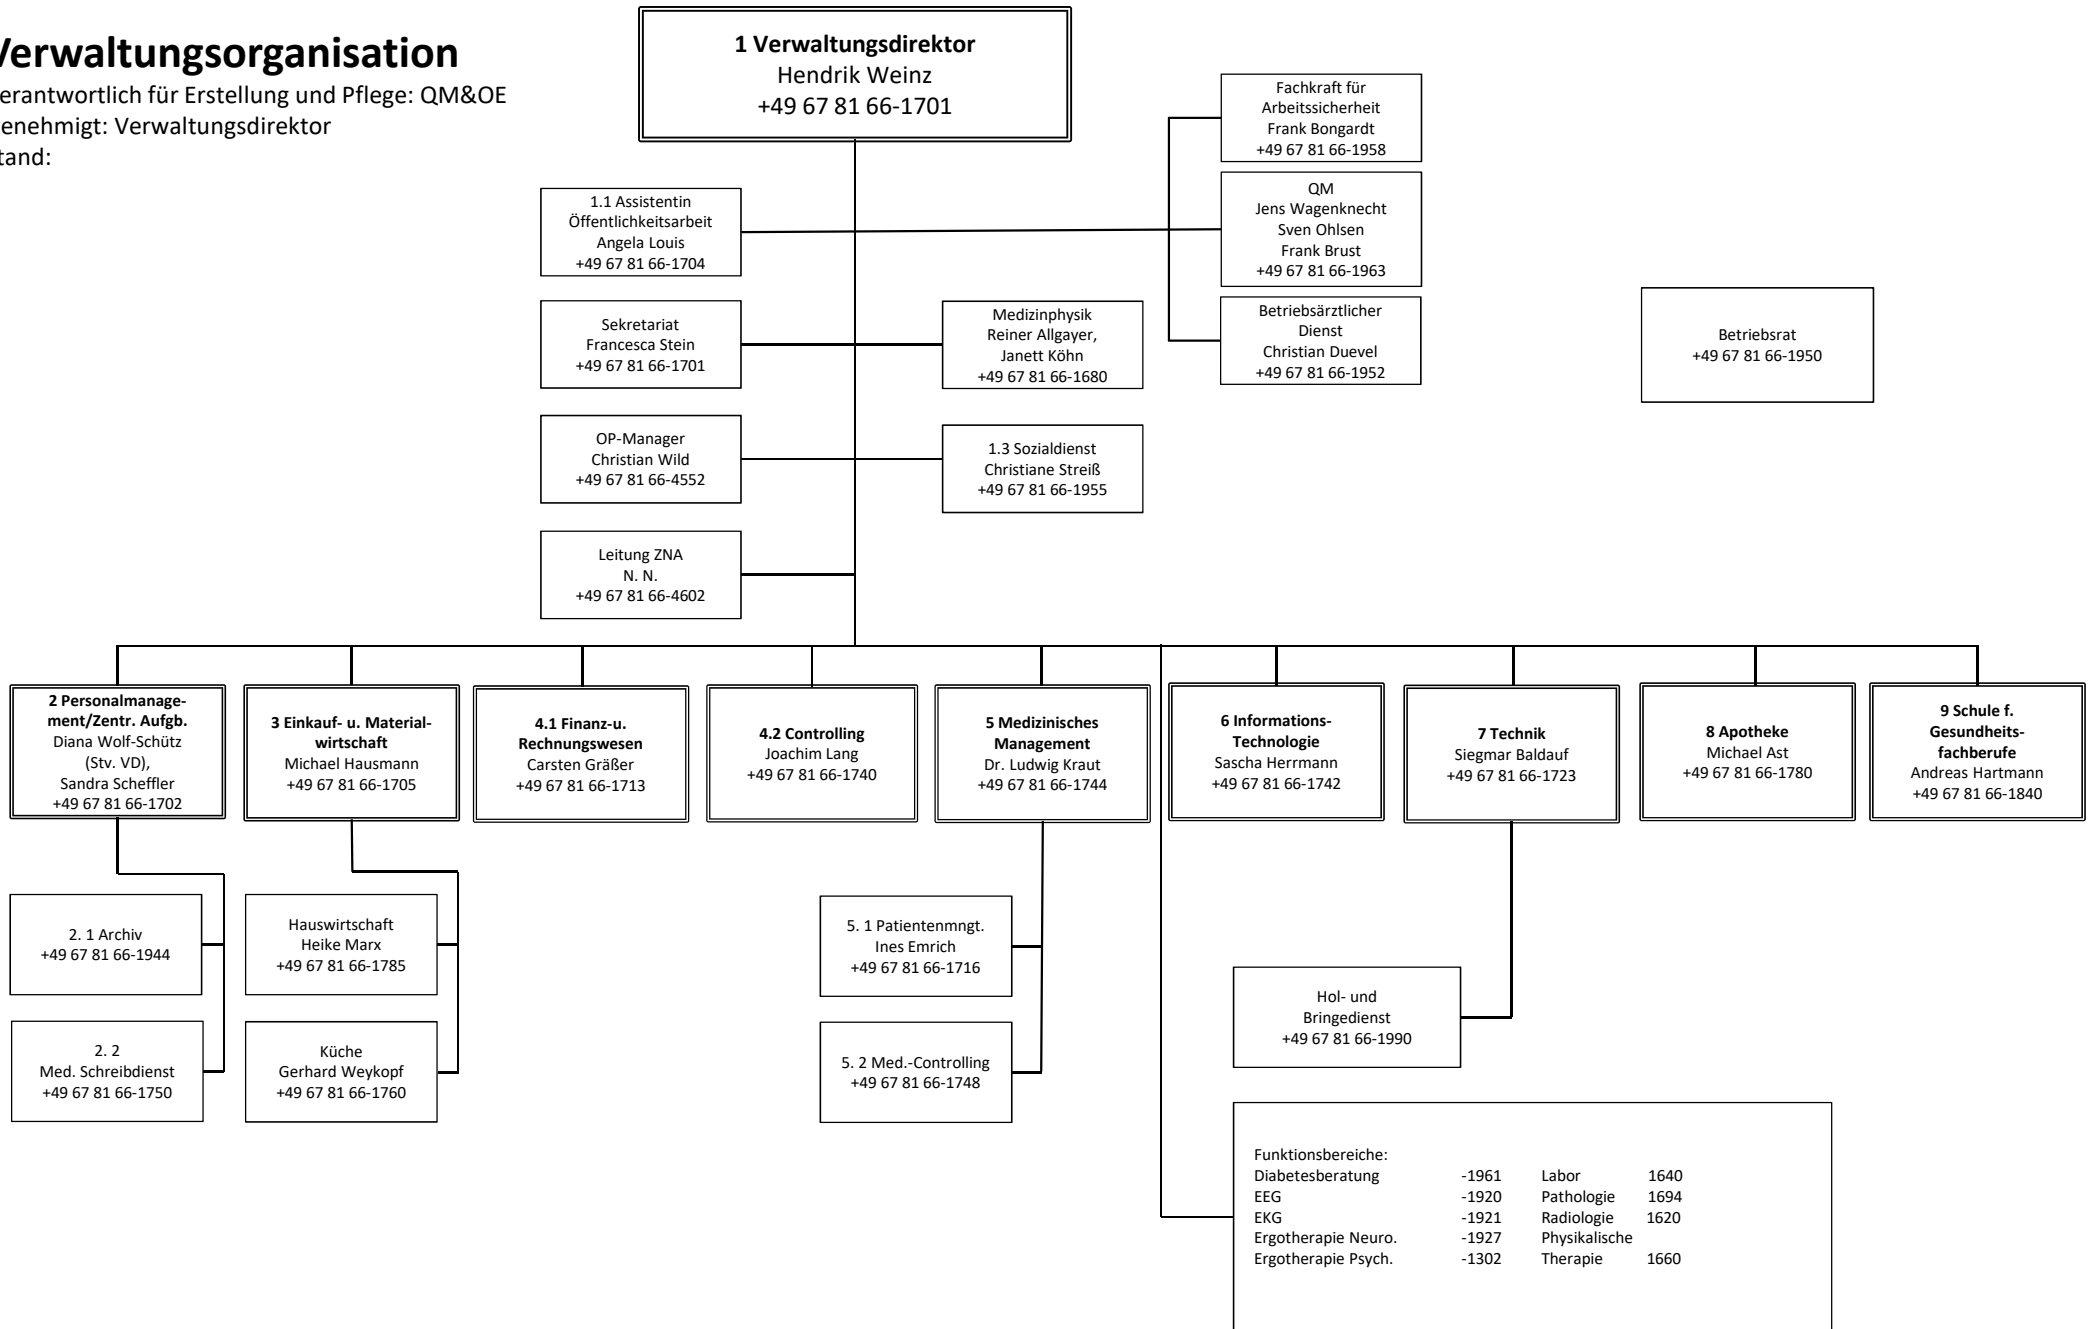 Verwaltungsorganisation
erantwortlich für Erstellung und Pflege: QM&OE
enehmigt: Verwaltungsdirektor
tand:
1 Verwaltungsdirektor
Hendrik Weinz
+49 67 81 66-1701
Fachkraft für
Arbeitssicherheit
Frank Bongardt
+49 67 81 66-1958
1.1 Assistentin
Öffentlichkeitsarbeit
Angela Louis
+49 67 81 66-1704
QM
Jens Wagenknecht
Sven Ohlsen
Frank Brust
+49 67 81 66-1963
Sekretariat
Francesca Stein
+49 67 81 66-1701
Medizinphysik
Reiner Allgayer,
Janett Köhn
+49 67 81 66-1680
Betriebsärztlicher
Dienst
Christian Duevel
+49 67 81 66-1952
Betriebsrat
+49 67 81 66-1950
OP-Manager
Christian Wild
+49 67 81 66-4552
1.3 Sozialdienst
Christiane Streiß
+49 67 81 66-1955
Leitung ZNA
N. N.
+49 67 81 66-4602
2 Personalmanage-
ment/Zentr. Aufgb.
Diana Wolf-Schütz
(Stv. VD),
Sandra Scheffler
+49 67 81 66-1702
3 Einkauf- u. Material-
wirtschaft
Michael Hausmann
+49 67 81 66-1705
4.1 Finanz-u.
Rechnungswesen
Carsten Gräßer
+49 67 81 66-1713
4.2 Controlling
Joachim Lang
+49 67 81 66-1740
5 Medizinisches
Management
Dr. Ludwig Kraut
+49 67 81 66-1744
6 Informations-
Technologie
Sascha Herrmann
+49 67 81 66-1742
7 Technik
Siegmar Baldauf
+49 67 81 66-1723
8 Apotheke
Michael Ast
+49 67 81 66-1780
9 Schule f.
Gesundheits-
fachberufe
Andreas Hartmann
+49 67 81 66-1840
2. 1 Archiv
+49 67 81 66-1944
Hauswirtschaft
Heike Marx
+49 67 81 66-1785
5. 1 Patientenmngt.
Ines Emrich
+49 67 81 66-1716
Hol- und
Bringedienst
+49 67 81 66-1990
2. 2
Med. Schreibdienst
+49 67 81 66-1750
Küche
Gerhard Weykopf
+49 67 81 66-1760
5. 2 Med.-Controlling
+49 67 81 66-1748
Funktionsbereiche:
Diabetesberatung -1961 Labor 1640
EEG -1920 Pathologie 1694
EKG -1921 Radiologie 1620
Ergotherapie Neuro. -1927 Physikalische
Ergotherapie Psych. -1302 Therapie 1660